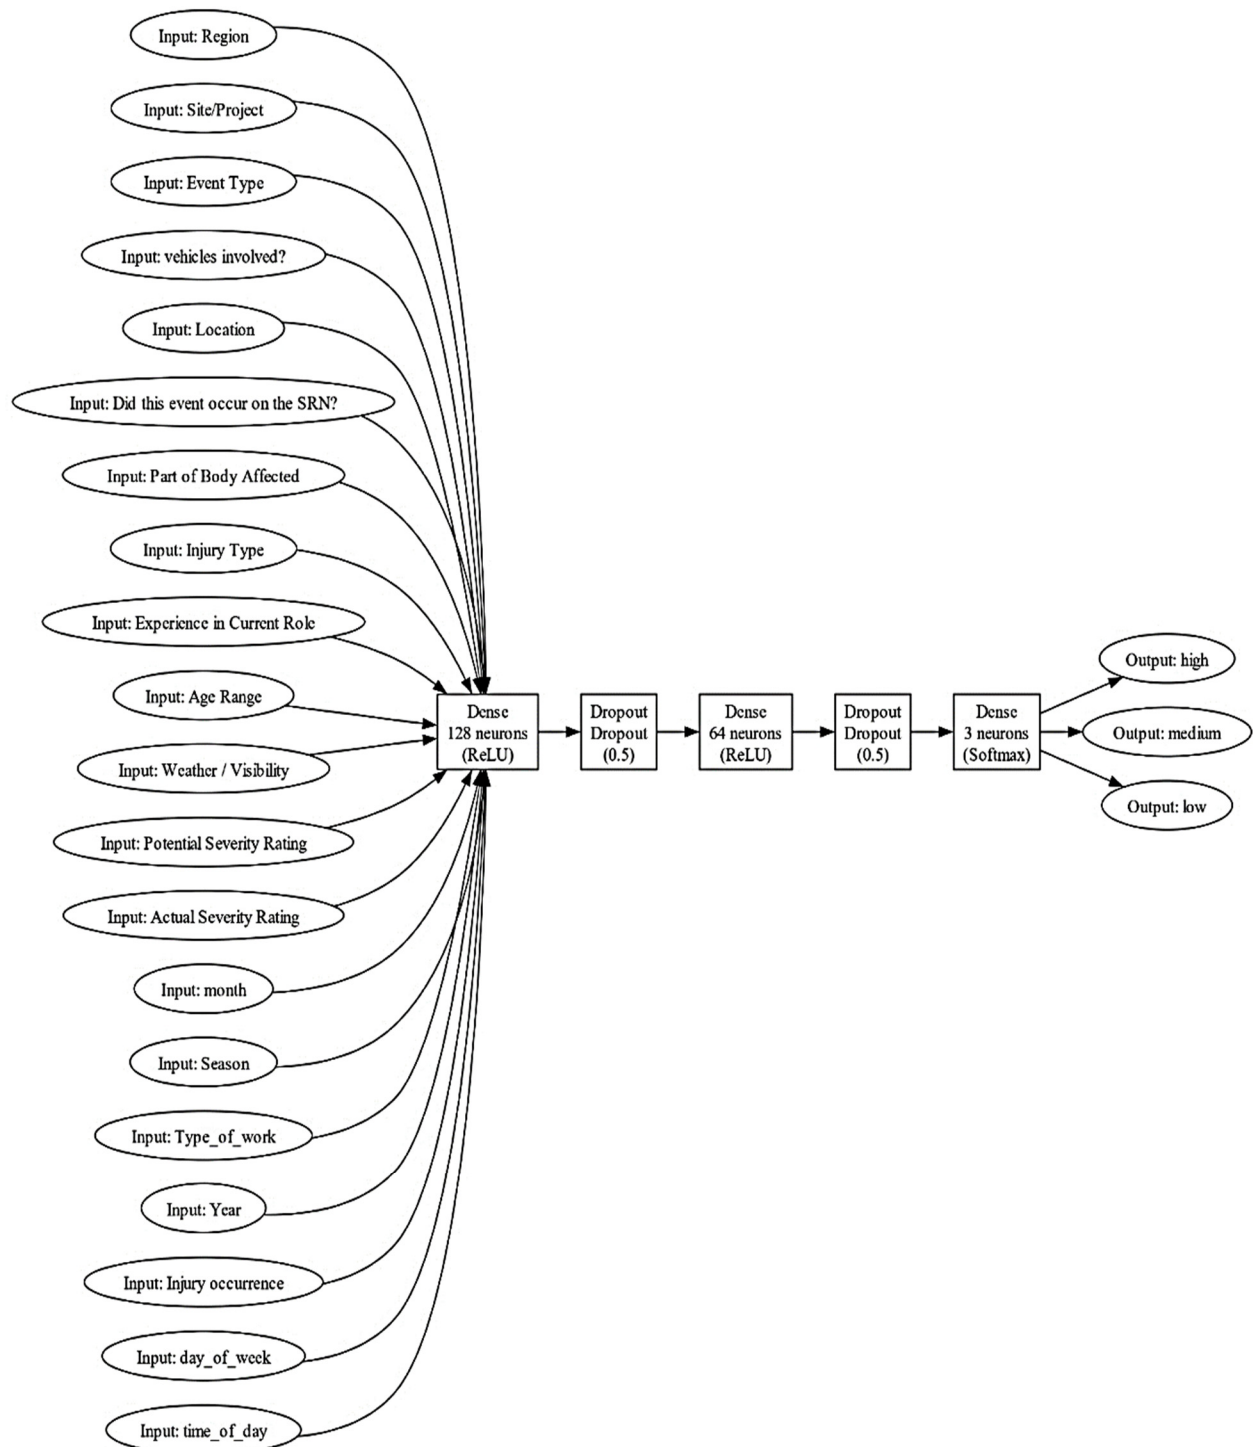 Input: Region
Input: Site/Project
Input: Event Type
Input: vehicles involved?
Input: Location
Input: Did this event occur on the SRN?
Input: Part of Body Affected
Input: Injury Type
Input: Experience in Current Role
Input: Age Range
Input: Weather / Visibility
Input: Potential Severity Rating
Input: Actual Severity Rating
Input: month
Input: Season
Input: Type_of_work
Input: Year
Input: Injury occurrence
Input: day_of_week
Input: time_of_day
Dense
128 neurons
(ReLU)
Dropout
Dropout
(0.5)
Dense
64 neurons
(ReLU)
Dropout
Dropout
(0.5)
Dense
3 neurons
(Softmax)
Output: high
Output: medium
Output: low